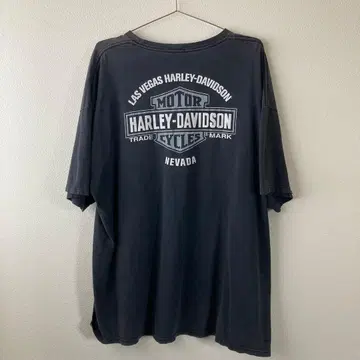 LAS VEGAS HARLEY-DAVIDSON
MOTOR
HARLEY-DAVIDSON
TRADE MARK
CYCLES
NEVADA